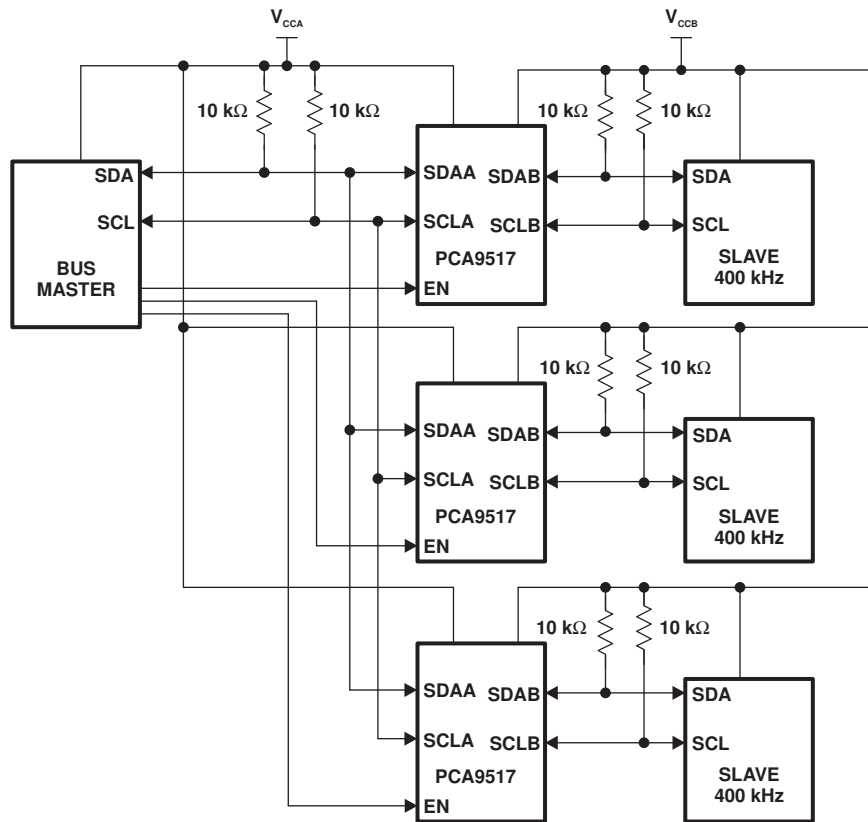 VCCA
VCCB
10 kΩ
10 kΩ
10 kΩ
10 kΩ
SDA
SCL
BUS
MASTER
SDAA
SCLA
PCA9517
EN
SDAB
SCLB
SDA
SCL
SLAVE
400 kHz
10 kΩ
10 kΩ
SDAA
SCLA
PCA9517
EN
SDAB
SCLB
SDA
SCL
SLAVE
400 kHz
10 kΩ
10 kΩ
SDAA
SCLA
PCA9517
EN
SDAB
SCLB
SDA
SCL
SLAVE
400 kHz